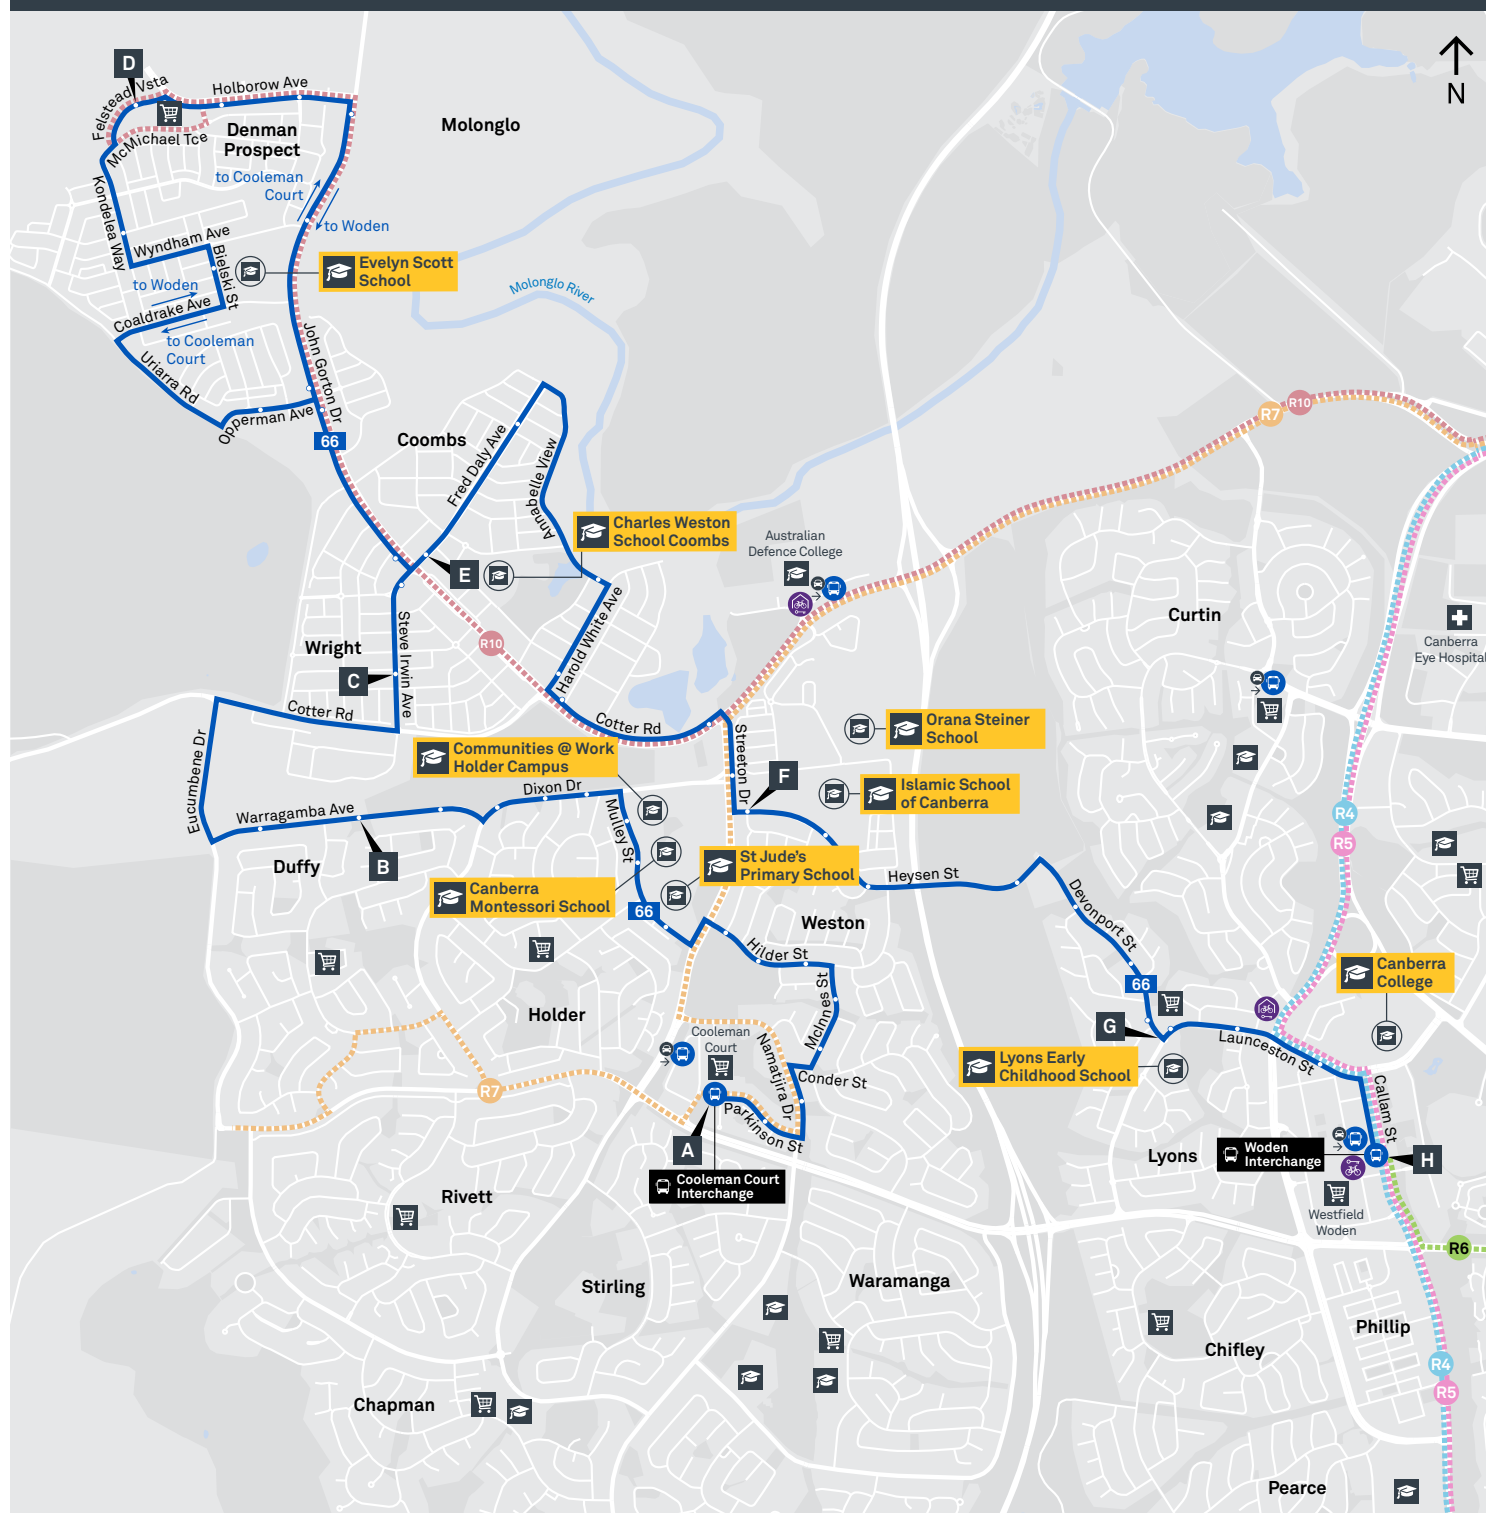 D
Felstead Vsta
Holborow Ave
McMichael Tce
Denman
Prospect
Molonglo
N
to Cooleman
Court
to Woden
Kondelea Way
Wyndham Ave
Bielski St
Evelyn Scott
School
to Woden
Coaldrake Ave
to Cooleman
Court
Molonglo River
Uriarra Rd
John Gorton Dr
Opperman Ave
66
Coombs
Fred Daly Ave
Annabelle View
R7
R10
Charles Weston
School Coombs
Australian
Defence College
E
Steve Irwin Ave
Harold White Ave
R10
Wright
C
Curtin
Canberra
Eye Hospital
Cotter Rd
Cotter Rd
Eucumbene Dr
Communities @ Work
Holder Campus
Streeton Dr
Orana Steiner
School
F
Islamic School
of Canberra
Dixon Dr
Warragamba Ave
Mulley St
R4
R5
Duffy
B
St Jude's
Primary School
Canberra
Montessori School
66
Heysen St
Devonport St
Weston
Hilder St
McInnes St
Canberra
College
66
G
Holder
Cooleman
Court
Namatjira Dr
Conder St
Launceston St
Lyons Early
Childhood School
R7
Parkinson St
Callam St
A
Cooleman Court
Interchange
Lyons
Woden
Interchange
H
Westfield
Woden
Rivett
R6
Stirling
Waramanga
Phillip
Chifley
R4
R5
Chapman
Pearce